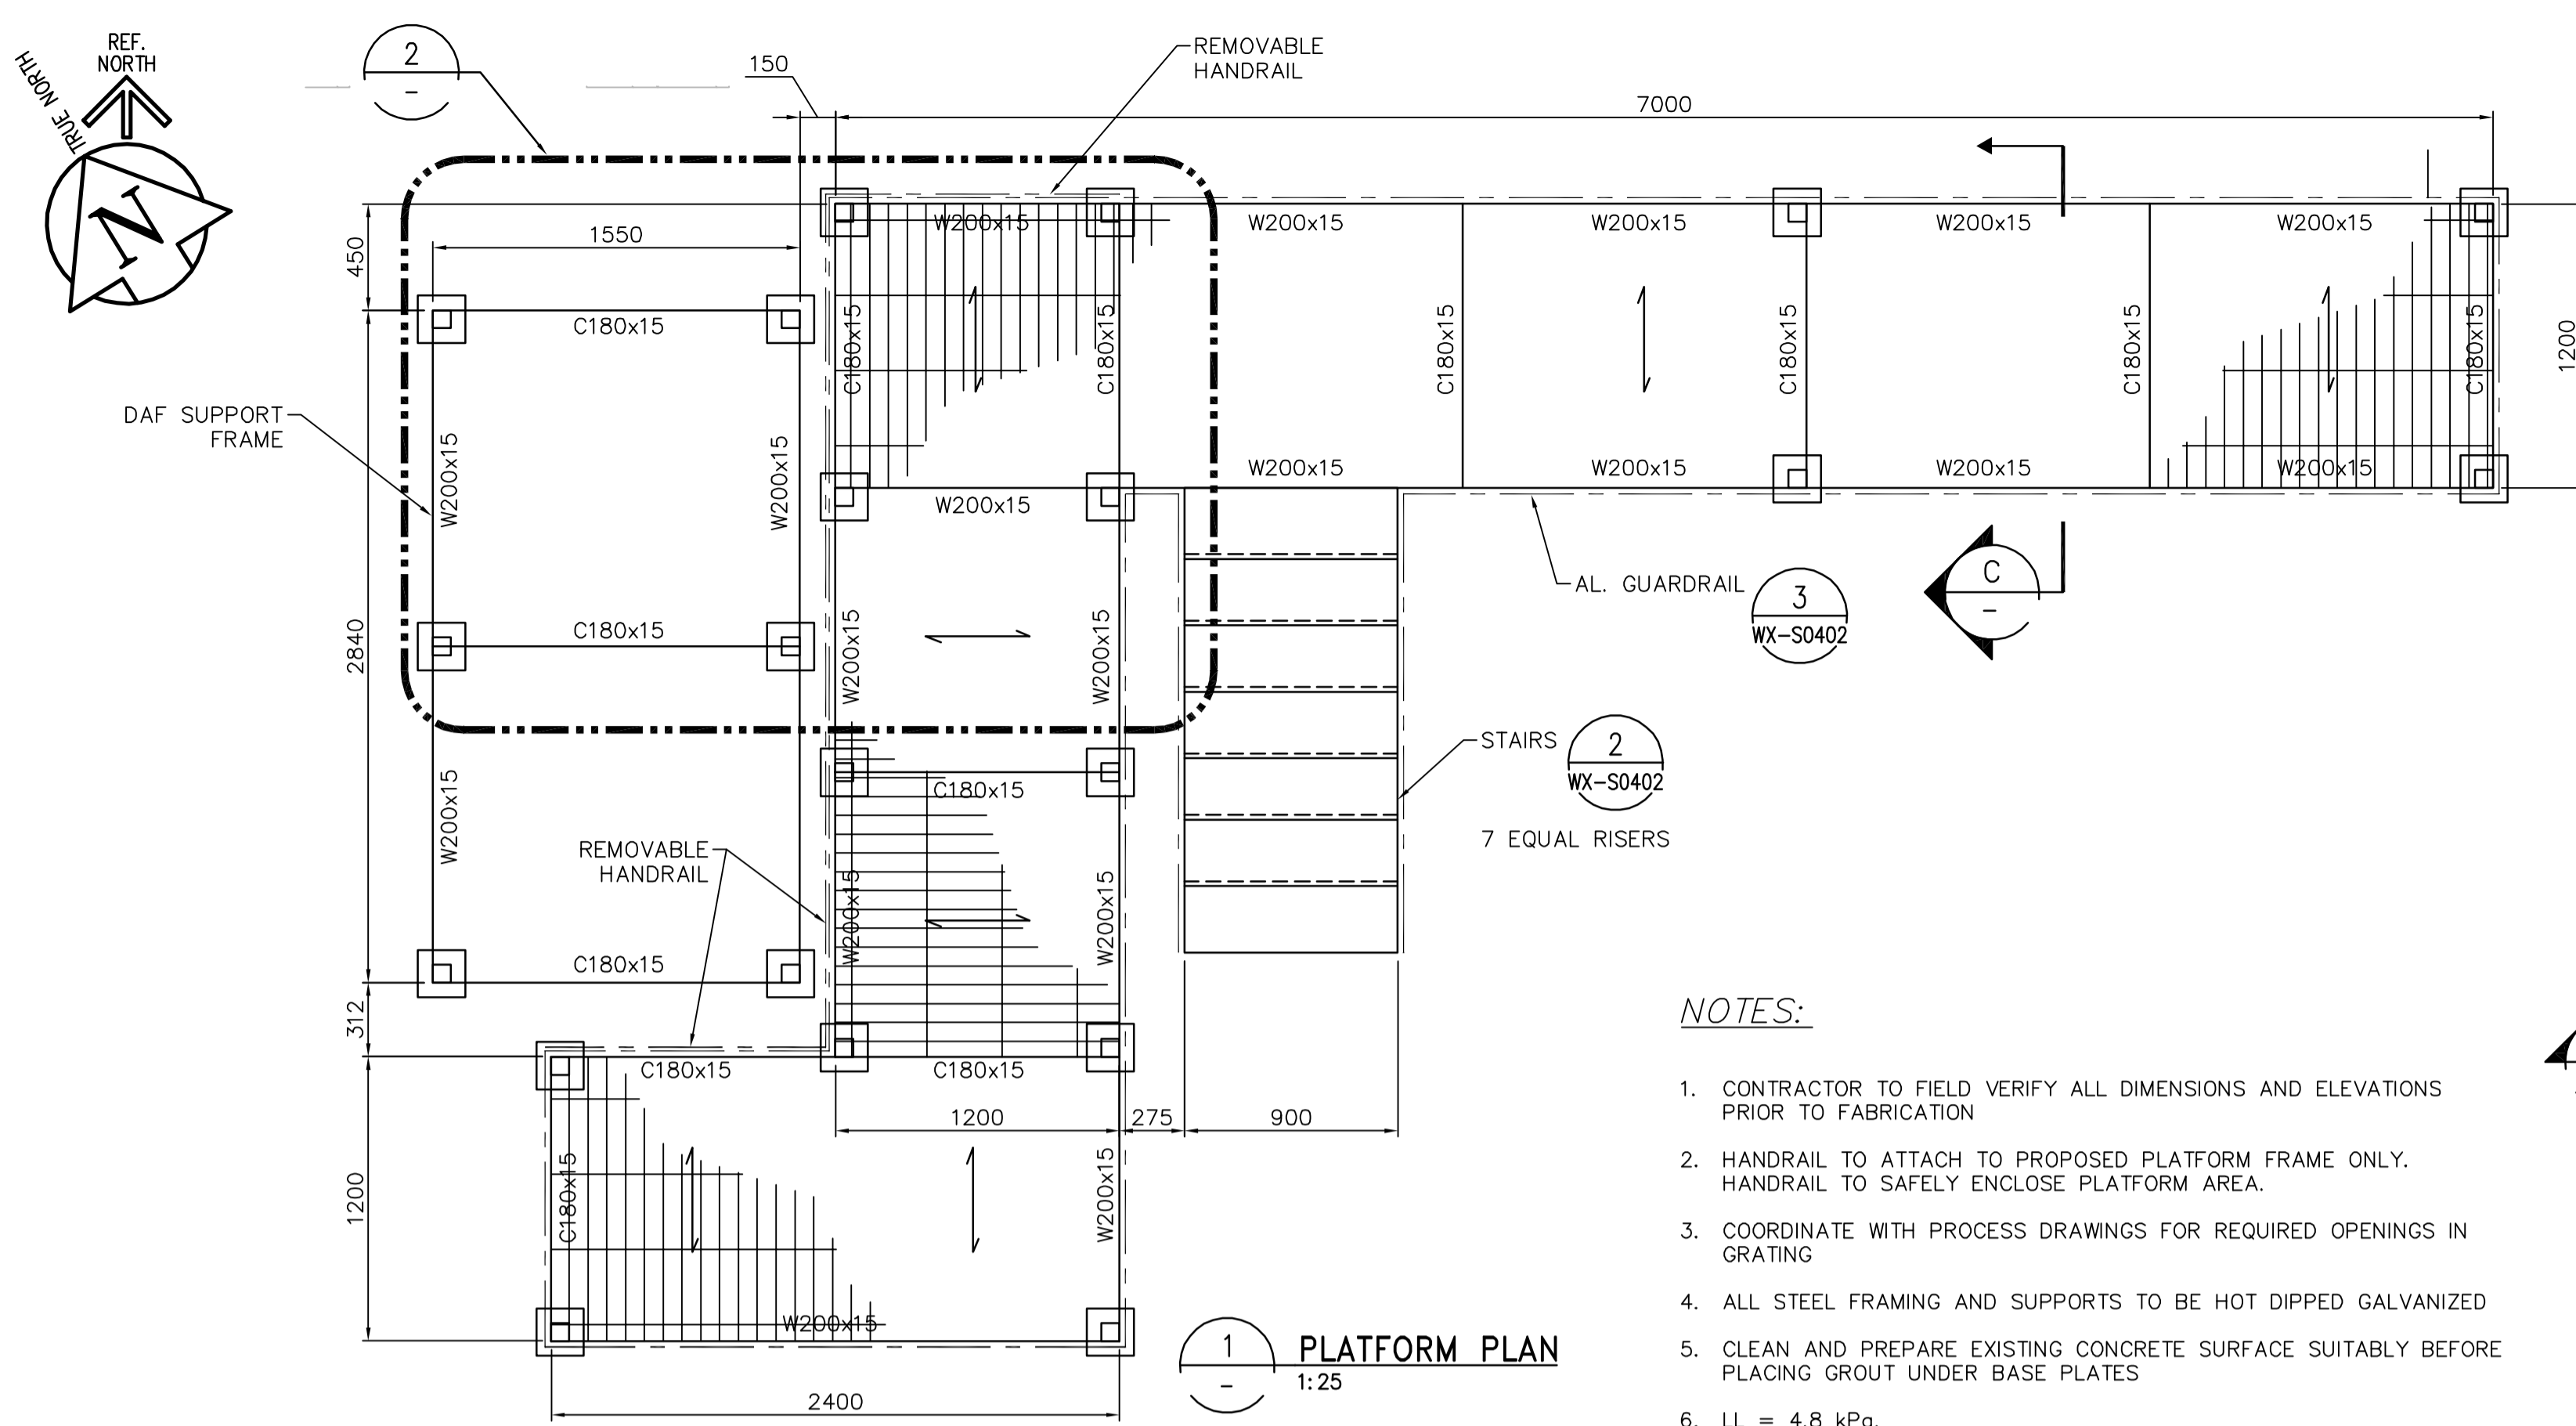 REF.
NORTH
TRUE NORTH
N
2
-
150
REMOVABLE
HANDRAIL
7000
450
1550
W200x15
W200x15
W200x15
W200x15
W200x15
C180x15
C180x15
C180x15
C180x15
C180x15
C180x15
C180x15
1200
DAF SUPPORT
FRAME
W200x15
W200x15
W200x15
W200x15
W200x15
W200x15
W200x15
AL. GUARDRAIL
3
WX-S0402
C
-
2840
C180x15
W200x15
W200x15
STAIRS
2
WX-S0402
7 EQUAL RISERS
W200x15
C180x15
REMOVABLE
HANDRAIL
W200x15
W200x15
C180x15
312
C180x15
C180x15
1200
275
900
1200
C180x15
W200x15
W200x15
2400
1
-
PLATFORM PLAN
1:25
NOTES:
1. CONTRACTOR TO FIELD VERIFY ALL DIMENSIONS AND ELEVATIONS
PRIOR TO FABRICATION
2. HANDRAIL TO ATTACH TO PROPOSED PLATFORM FRAME ONLY.
HANDRAIL TO SAFELY ENCLOSE PLATFORM AREA.
3. COORDINATE WITH PROCESS DRAWINGS FOR REQUIRED OPENINGS IN
GRATING
4. ALL STEEL FRAMING AND SUPPORTS TO BE HOT DIPPED GALVANIZED
5. CLEAN AND PREPARE EXISTING CONCRETE SURFACE SUITABLY BEFORE
PLACING GROUT UNDER BASE PLATES
6. LL = 4.8 kPa.